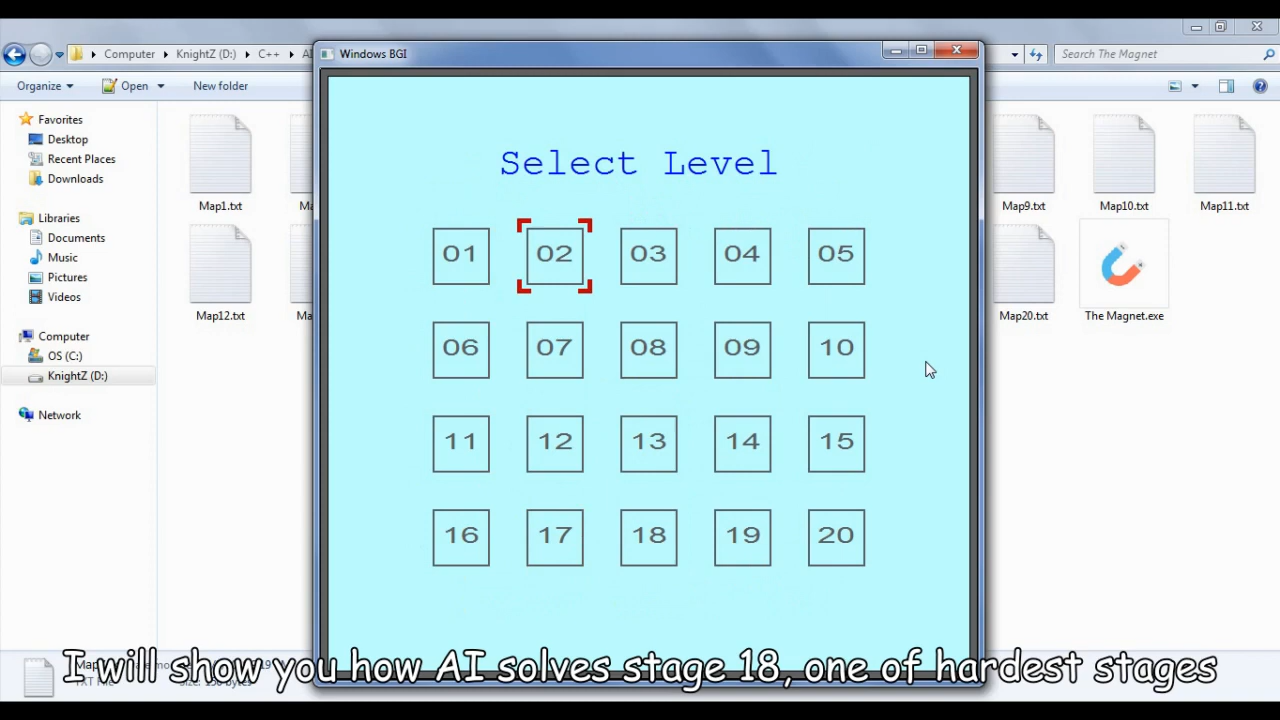 Windows BGI
Computer
KnightZ (D:)
C++
Search The Magnet
Organize
Open
New folder
Favorites
Desktop
Recent Places
Downloads
Libraries
Documents
Music
Pictures
Videos
Computer
OS (C:)
KnightZ (D:)
Network
Map1.txt
Map9.txt
Map10.txt
Map11.txt
Map12.txt
Map20.txt
The Magnet.exe
Select Level
01 02 03 04 05
06 07 08 09 10
11 12 13 14 15
16 17 18 19 20
I will show you how AI solves stage 18, one of hardest stages